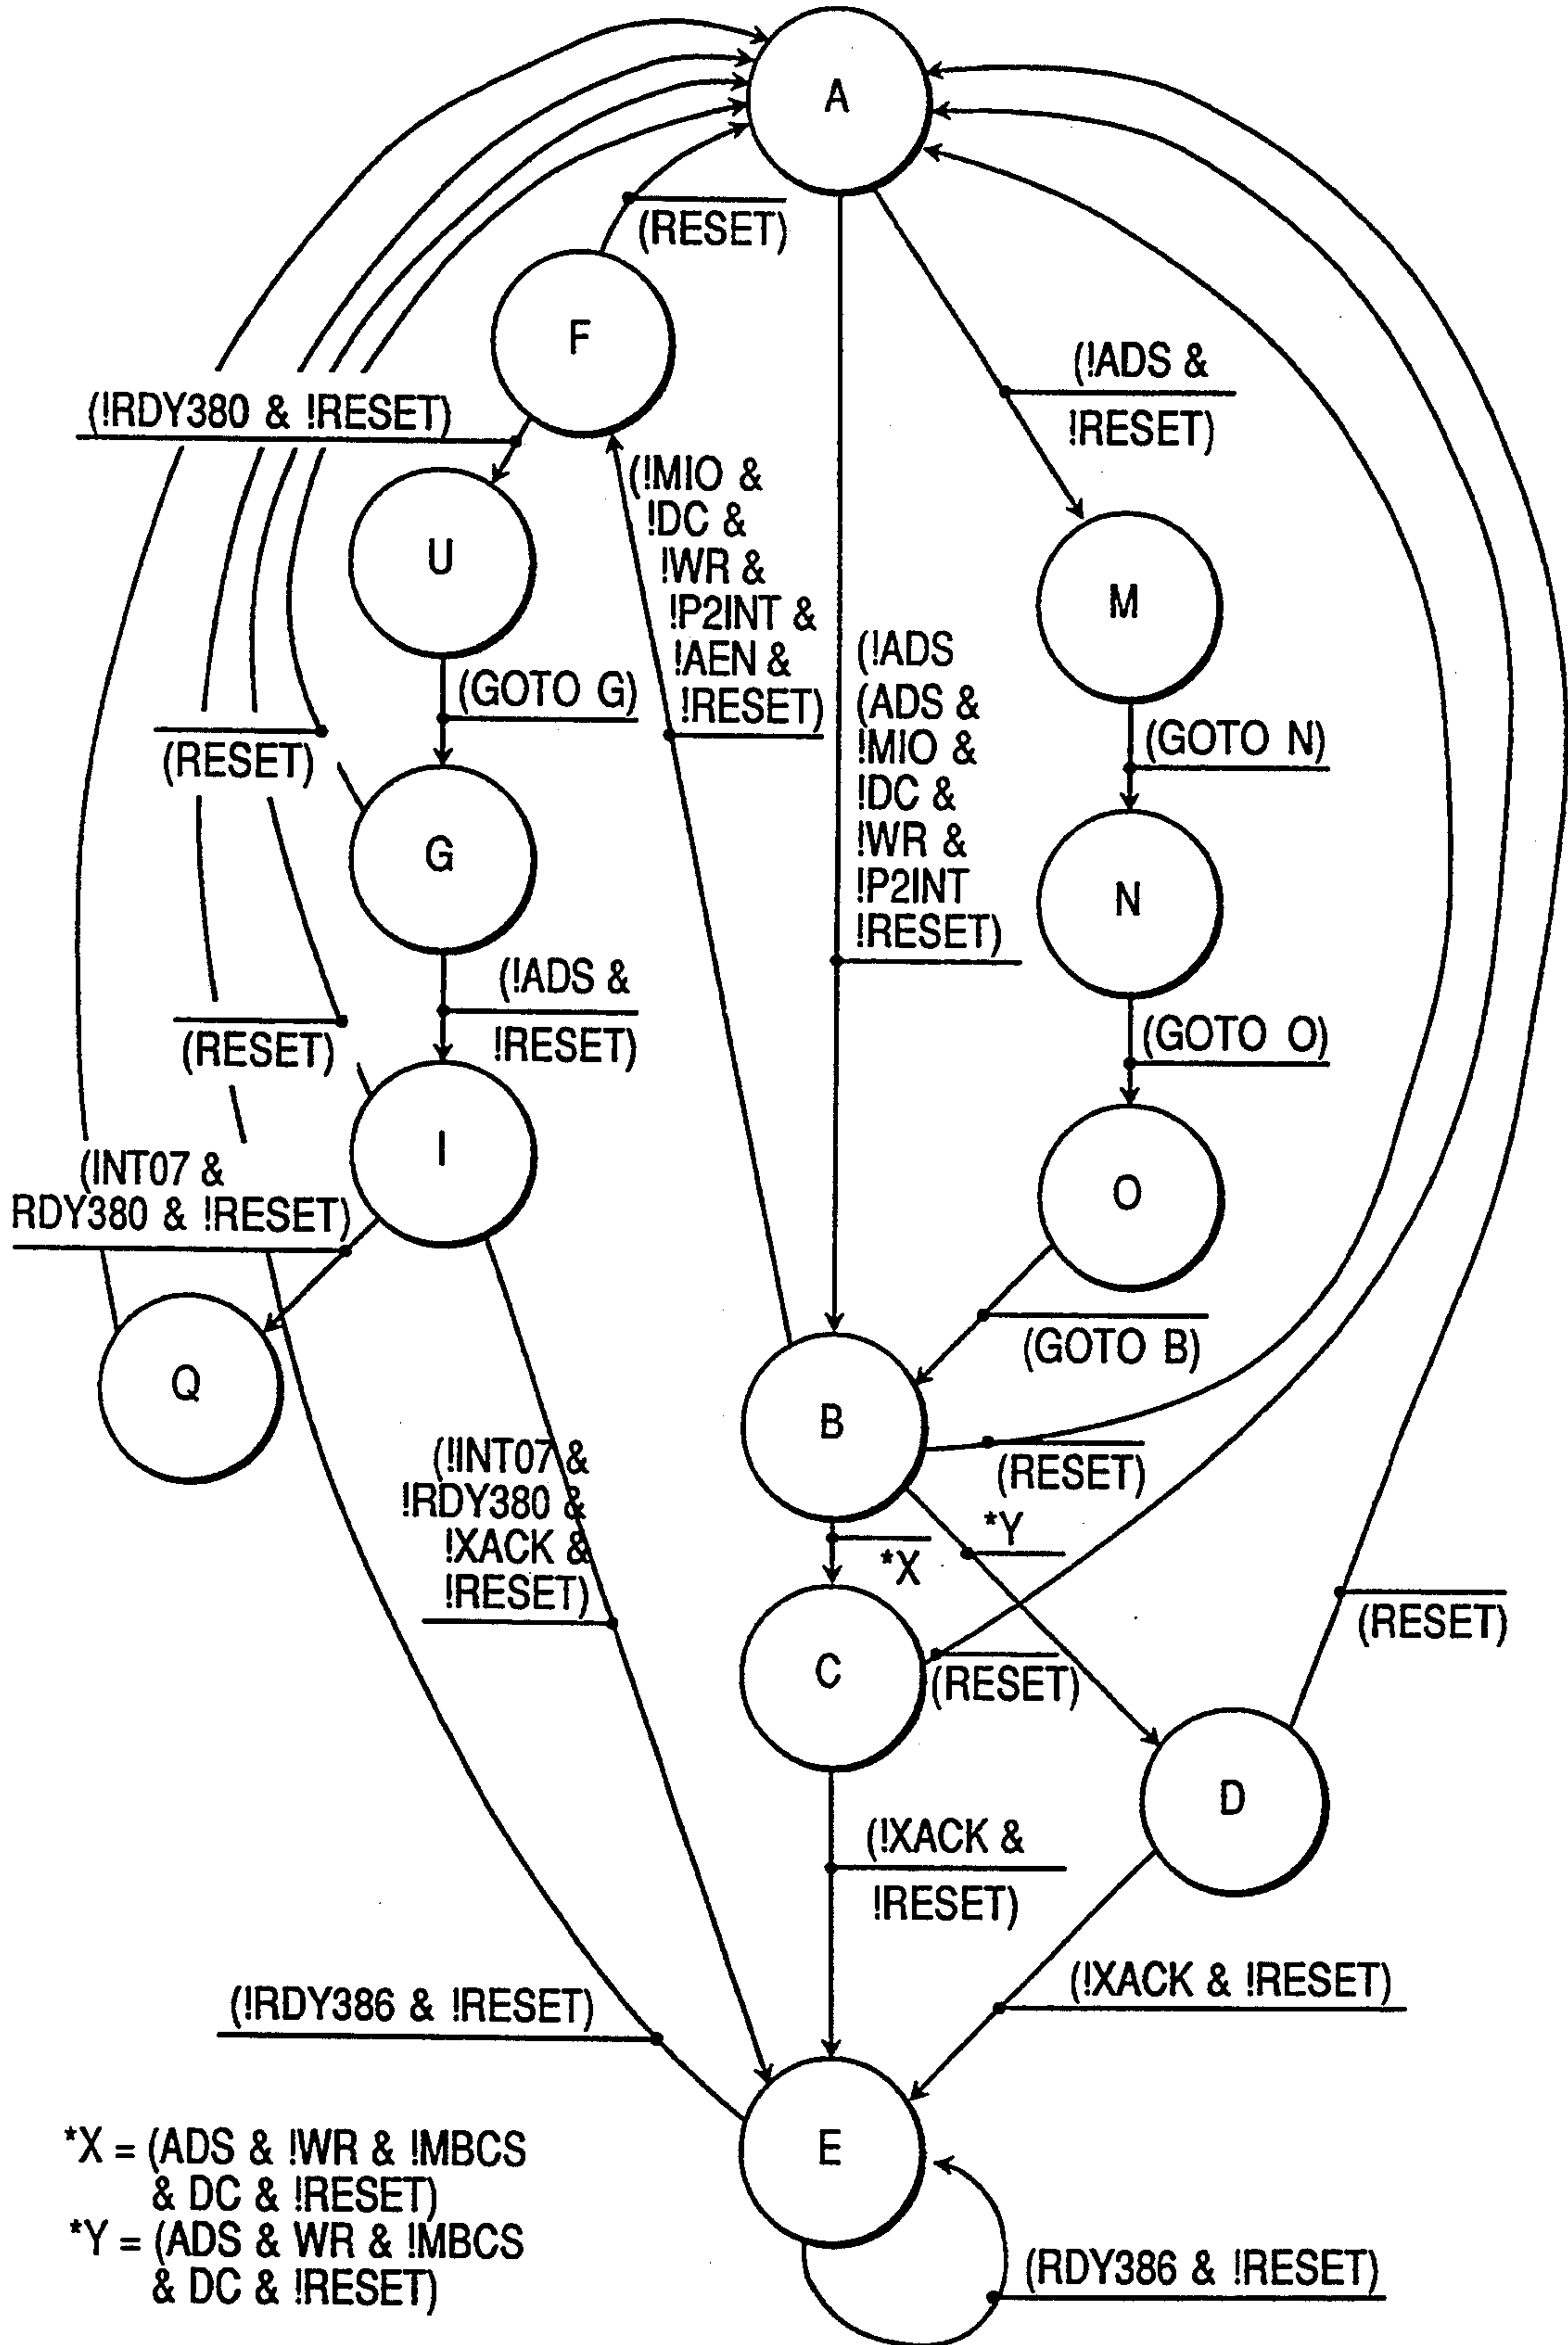 A
(RESET)
F
(!ADS &
!RESET)
(!RDY380 & !RESET)
(!MIO &
!DC &
!WR &
!P2INT &
!AEN &
!RESET)
U
M
(GOTO G)
(!ADS
(ADS &
!MIO &
!DC &
!WR &
!P2INT
!RESET)
(GOTO N)
(RESET)
G
N
(!ADS &
!RESET)
(RESET)
(GOTO O)
I
O
(INT07 &
RDY380 & !RESET)
(GOTO B)
Q
B
(RESET)
(!INT07 &
!RDY380 &
!XACK &
!RESET)
*Y
*X
(RESET)
C
(RESET)
D
(!XACK &
!RESET)
(!XACK & !RESET)
(!RDY386 & !RESET)
E
*X = (ADS & !WR & !MBCS
& DC & !RESET)
*Y = (ADS & WR & !MBCS
& DC & !RESET)
(RDY386 & !RESET)